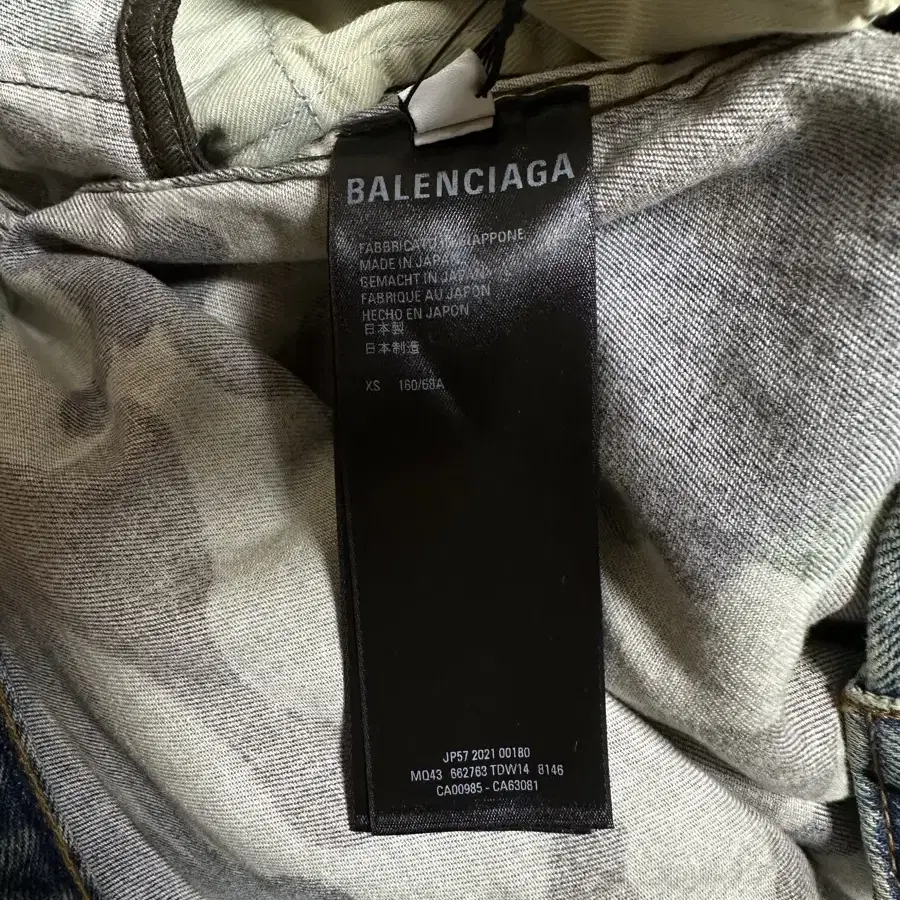 BALENCIAGA
FABBRICATO IN GIAPPONE
MADE IN JAPAN
GEMACHT IN JAPAN
FABRIQUE AU JAPON
HECHO EN JAPON
日本製
日本制造
XS 160/68A
JP57 2021 00180
MQ43 662763 TDW14 8146
CA00985 - CA63081